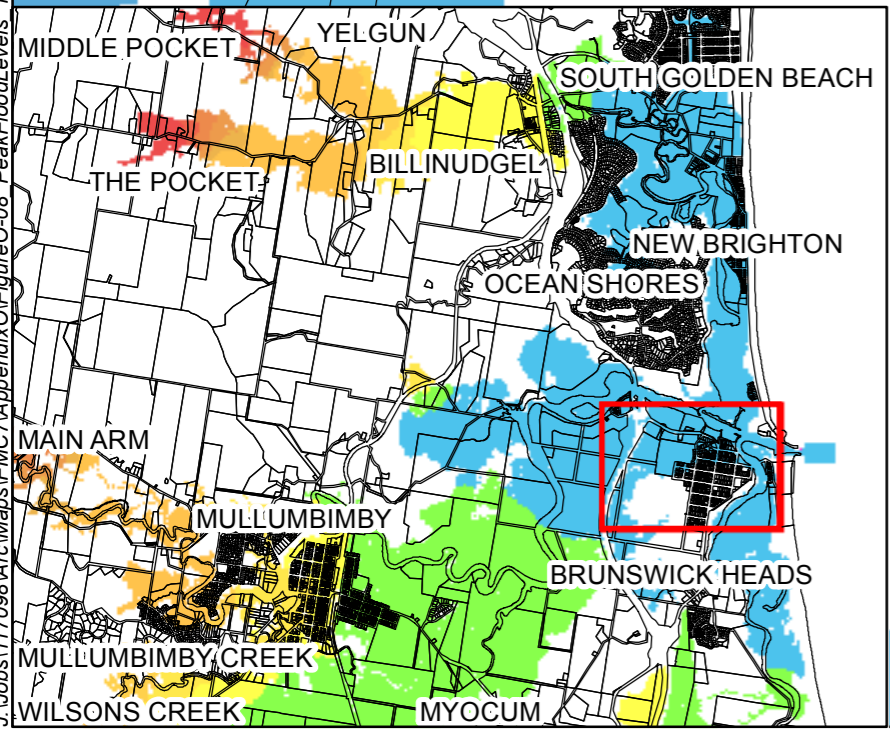 YELGUN
MIDDLE POCKET
SOUTH GOLDEN BEACH
BILLINUDGEL
THE POCKET
NEW BRIGHTON
OCEAN SHORES
MAIN ARM
MULLUMBIMBY
BRUNSWICK HEADS
MULLUMBIMBY CREEK
WILSONS CREEK
MYOCUM